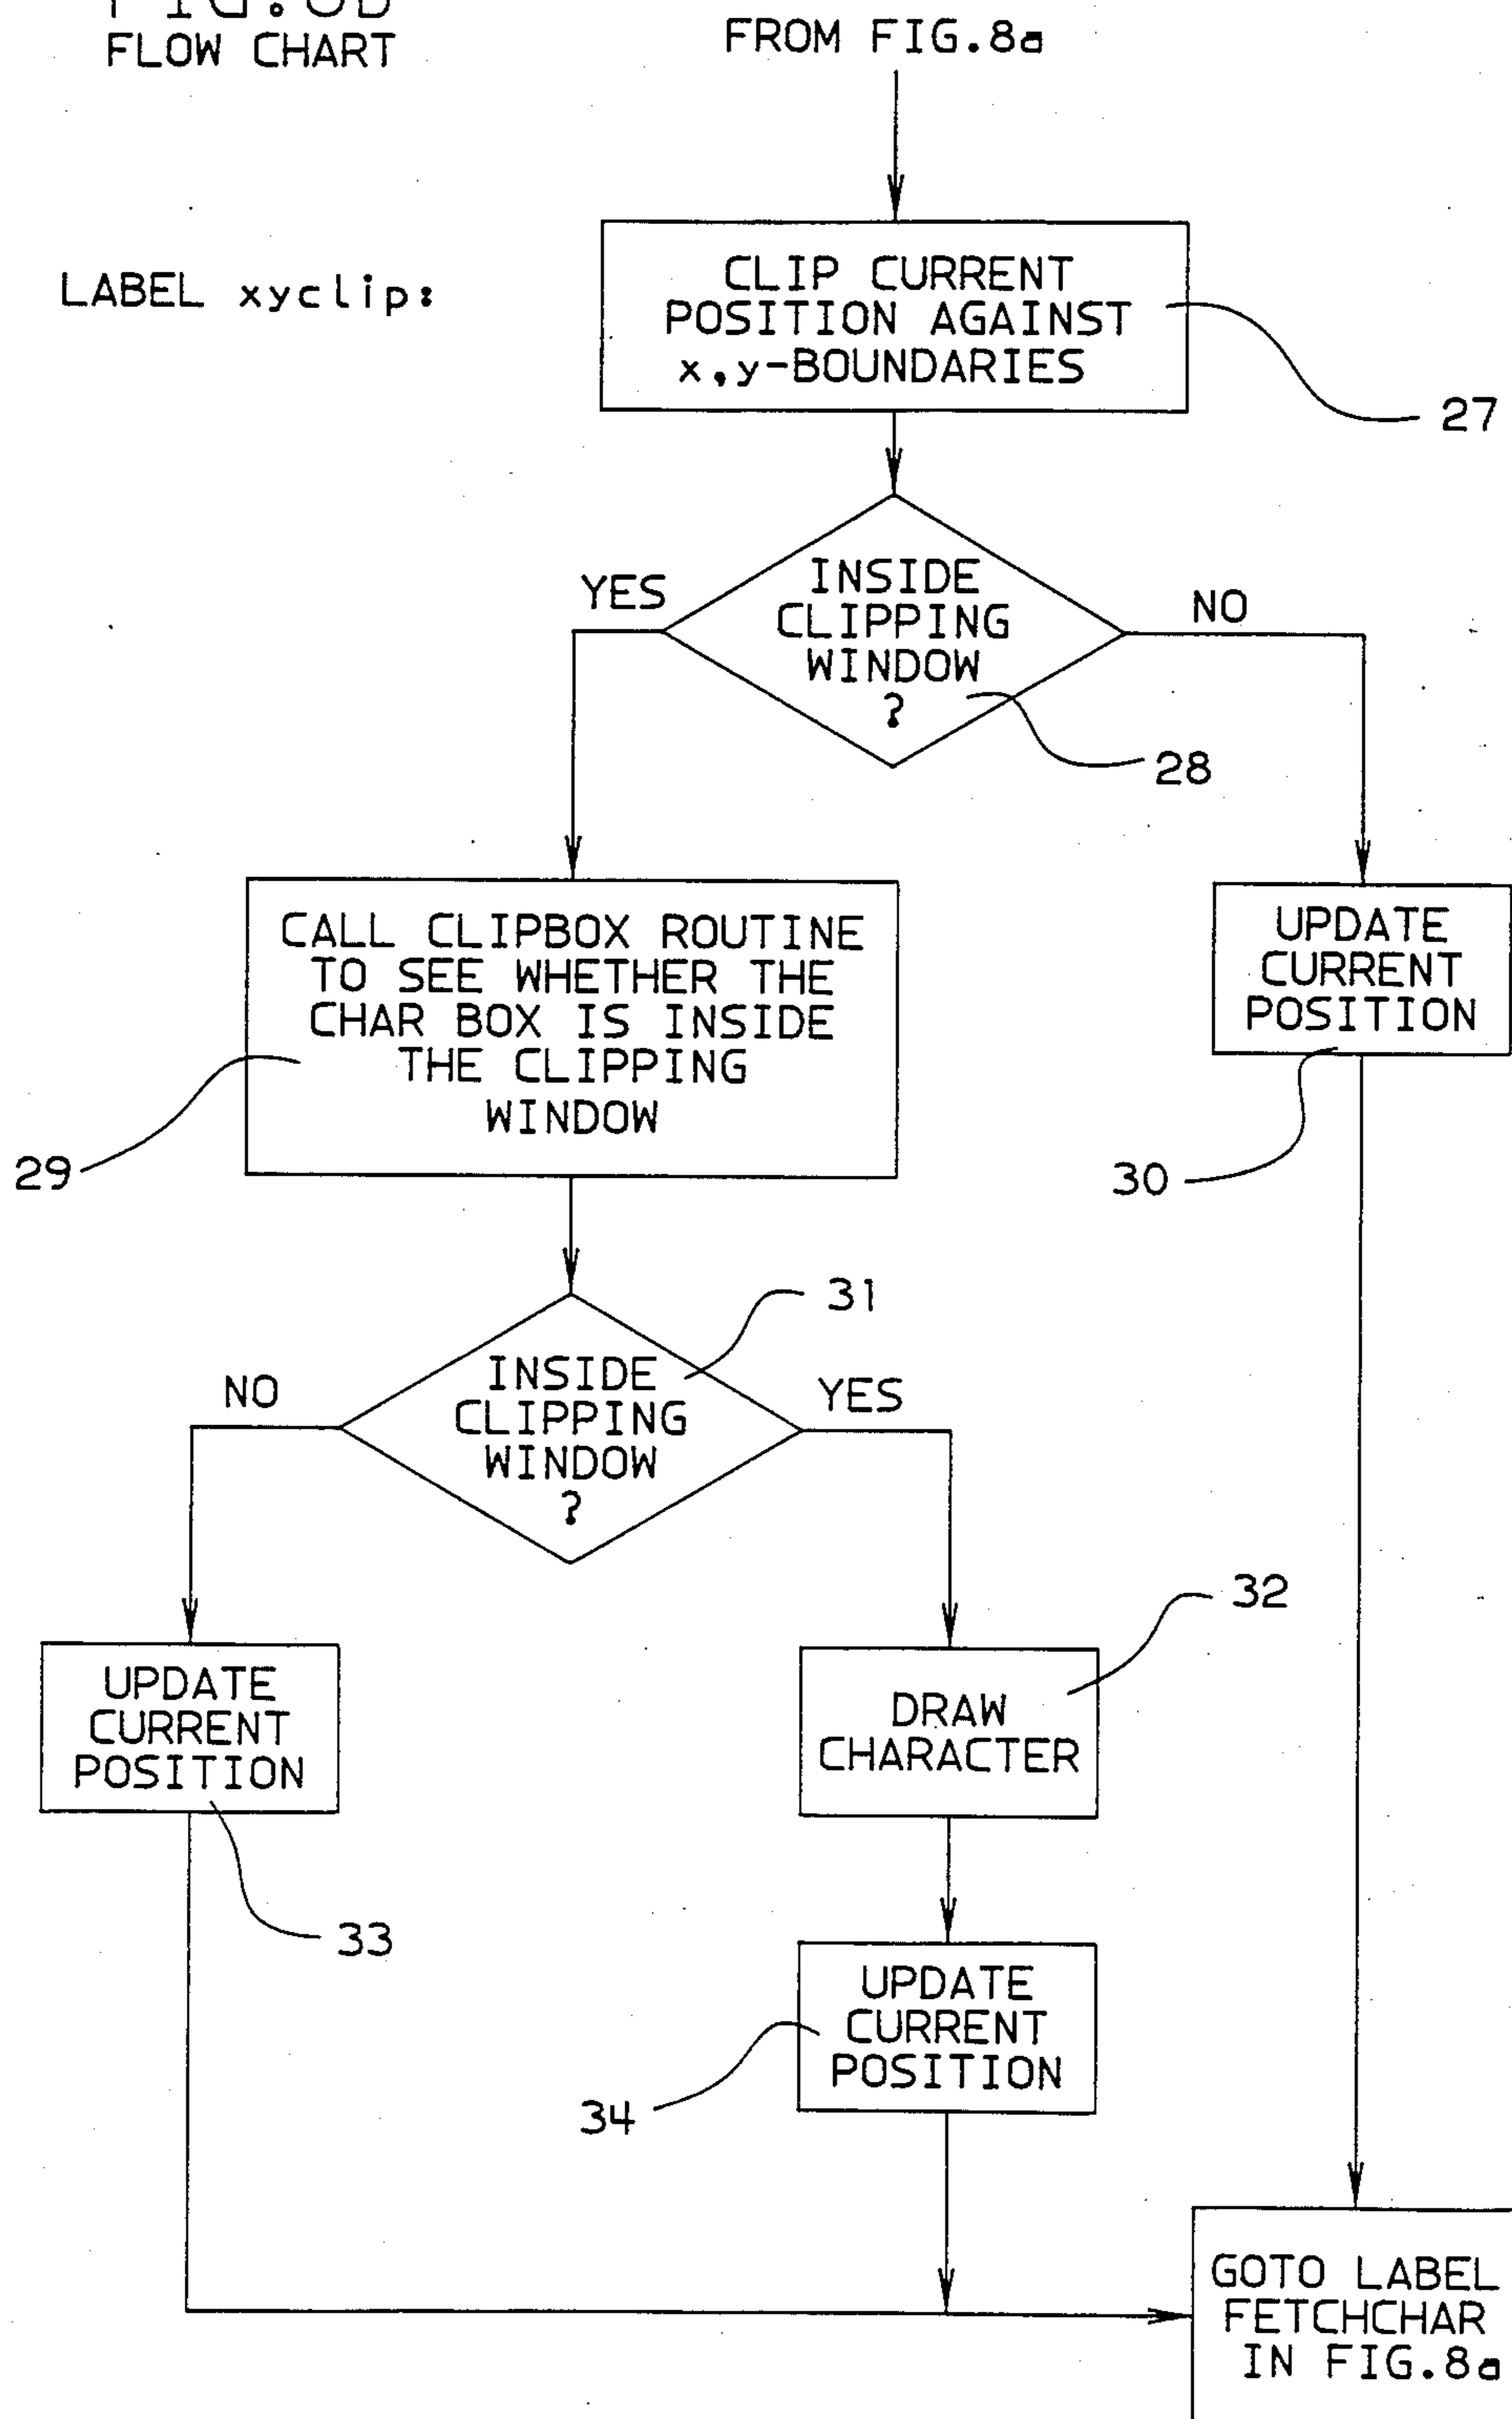 FIG.8b
FLOW CHART
FROM FIG.8a
LABEL xyclip:
CLIP CURRENT
POSITION AGAINST
x,y-BOUNDARIES
27
INSIDE
CLIPPING
WINDOW
?
YES
NO
28
CALL CLIPBOX ROUTINE
TO SEE WHETHER THE
CHAR BOX IS INSIDE
THE CLIPPING
WINDOW
29
UPDATE
CURRENT
POSITION
30
31
INSIDE
CLIPPING
WINDOW
?
NO
YES
32
UPDATE
CURRENT
POSITION
33
DRAW
CHARACTER
UPDATE
CURRENT
POSITION
34
GOTO LABEL
FETCHCHAR
IN FIG.8a